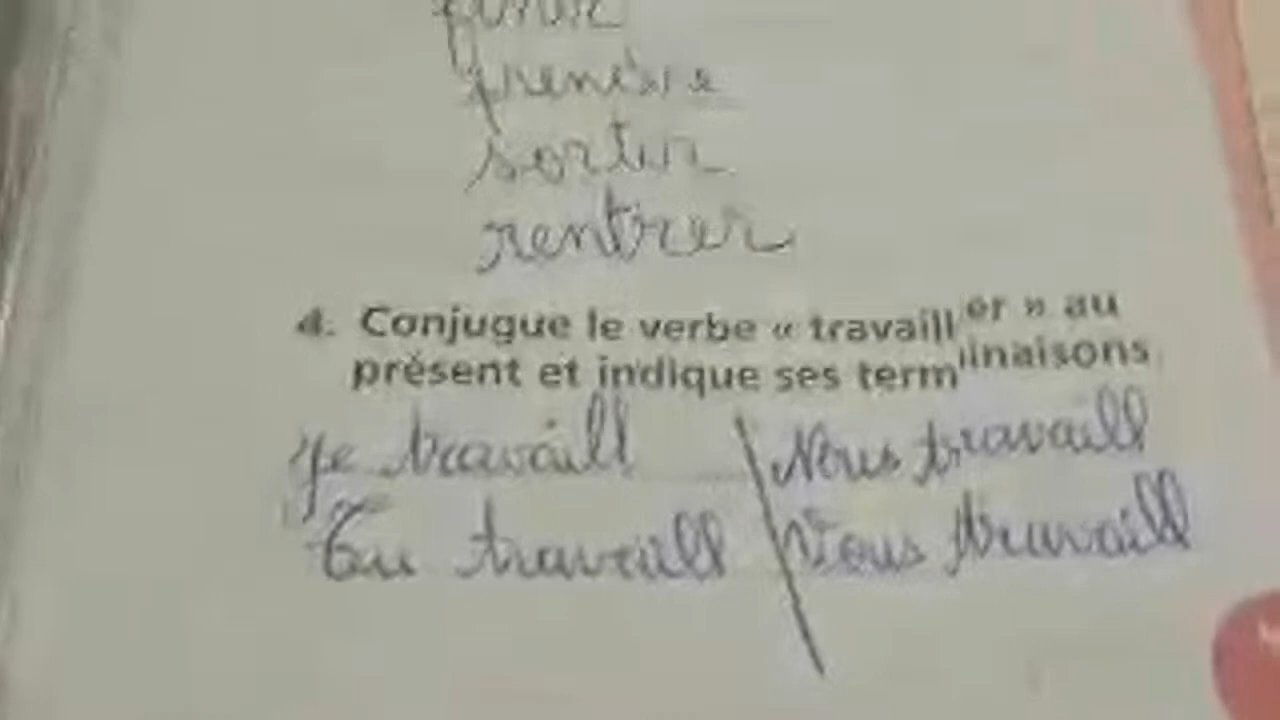 sortir
rentrer
4. Conjugue le verbe « travailler » au
présent et indique ses terminaisons
Je travaill Nous travaill
Tu travaill Vous travaill